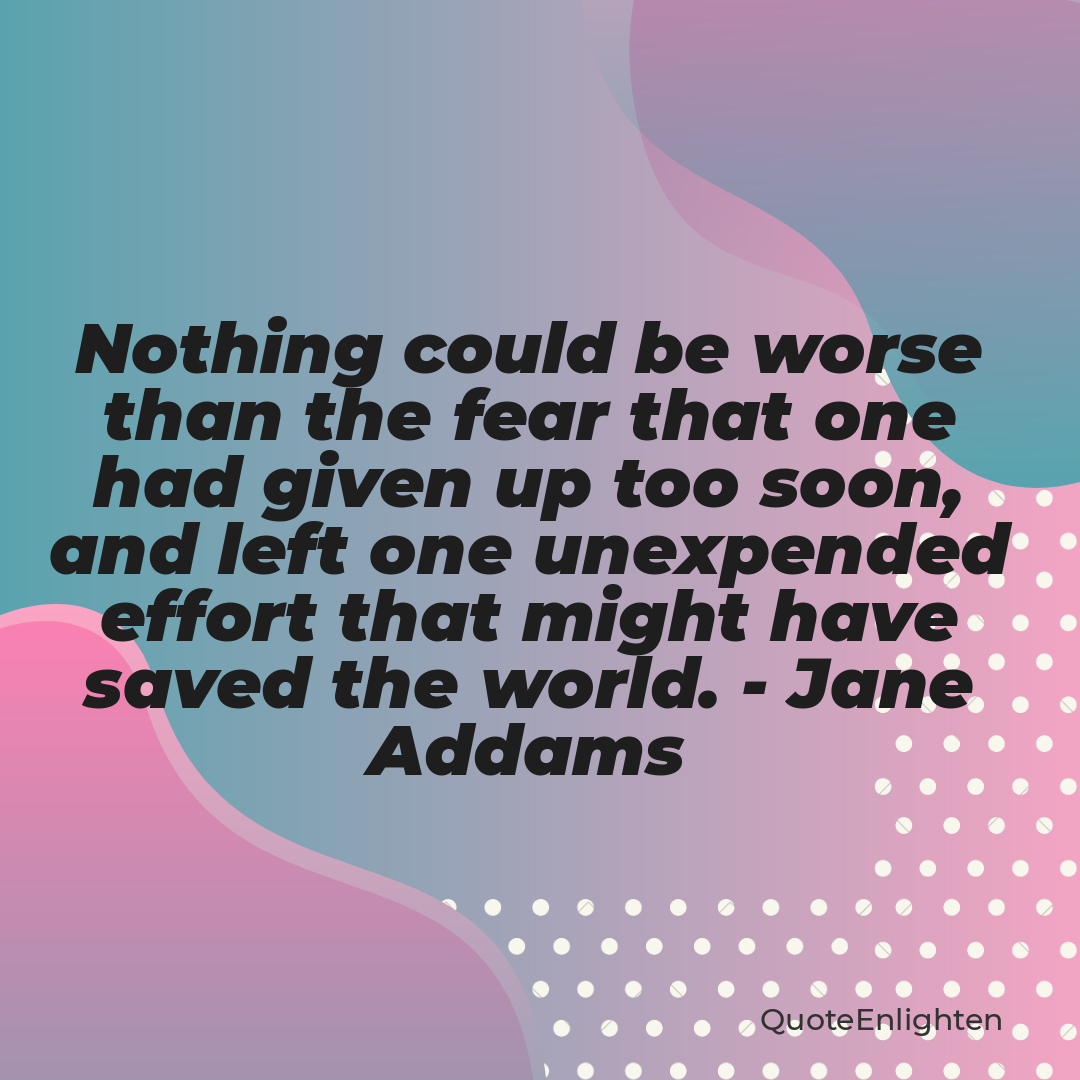 Nothing could be worse
than the fear that one
had given up too soon,
and left one unexpended
effort that might have
saved the world. - Jane
Addams
QuoteEnlighten